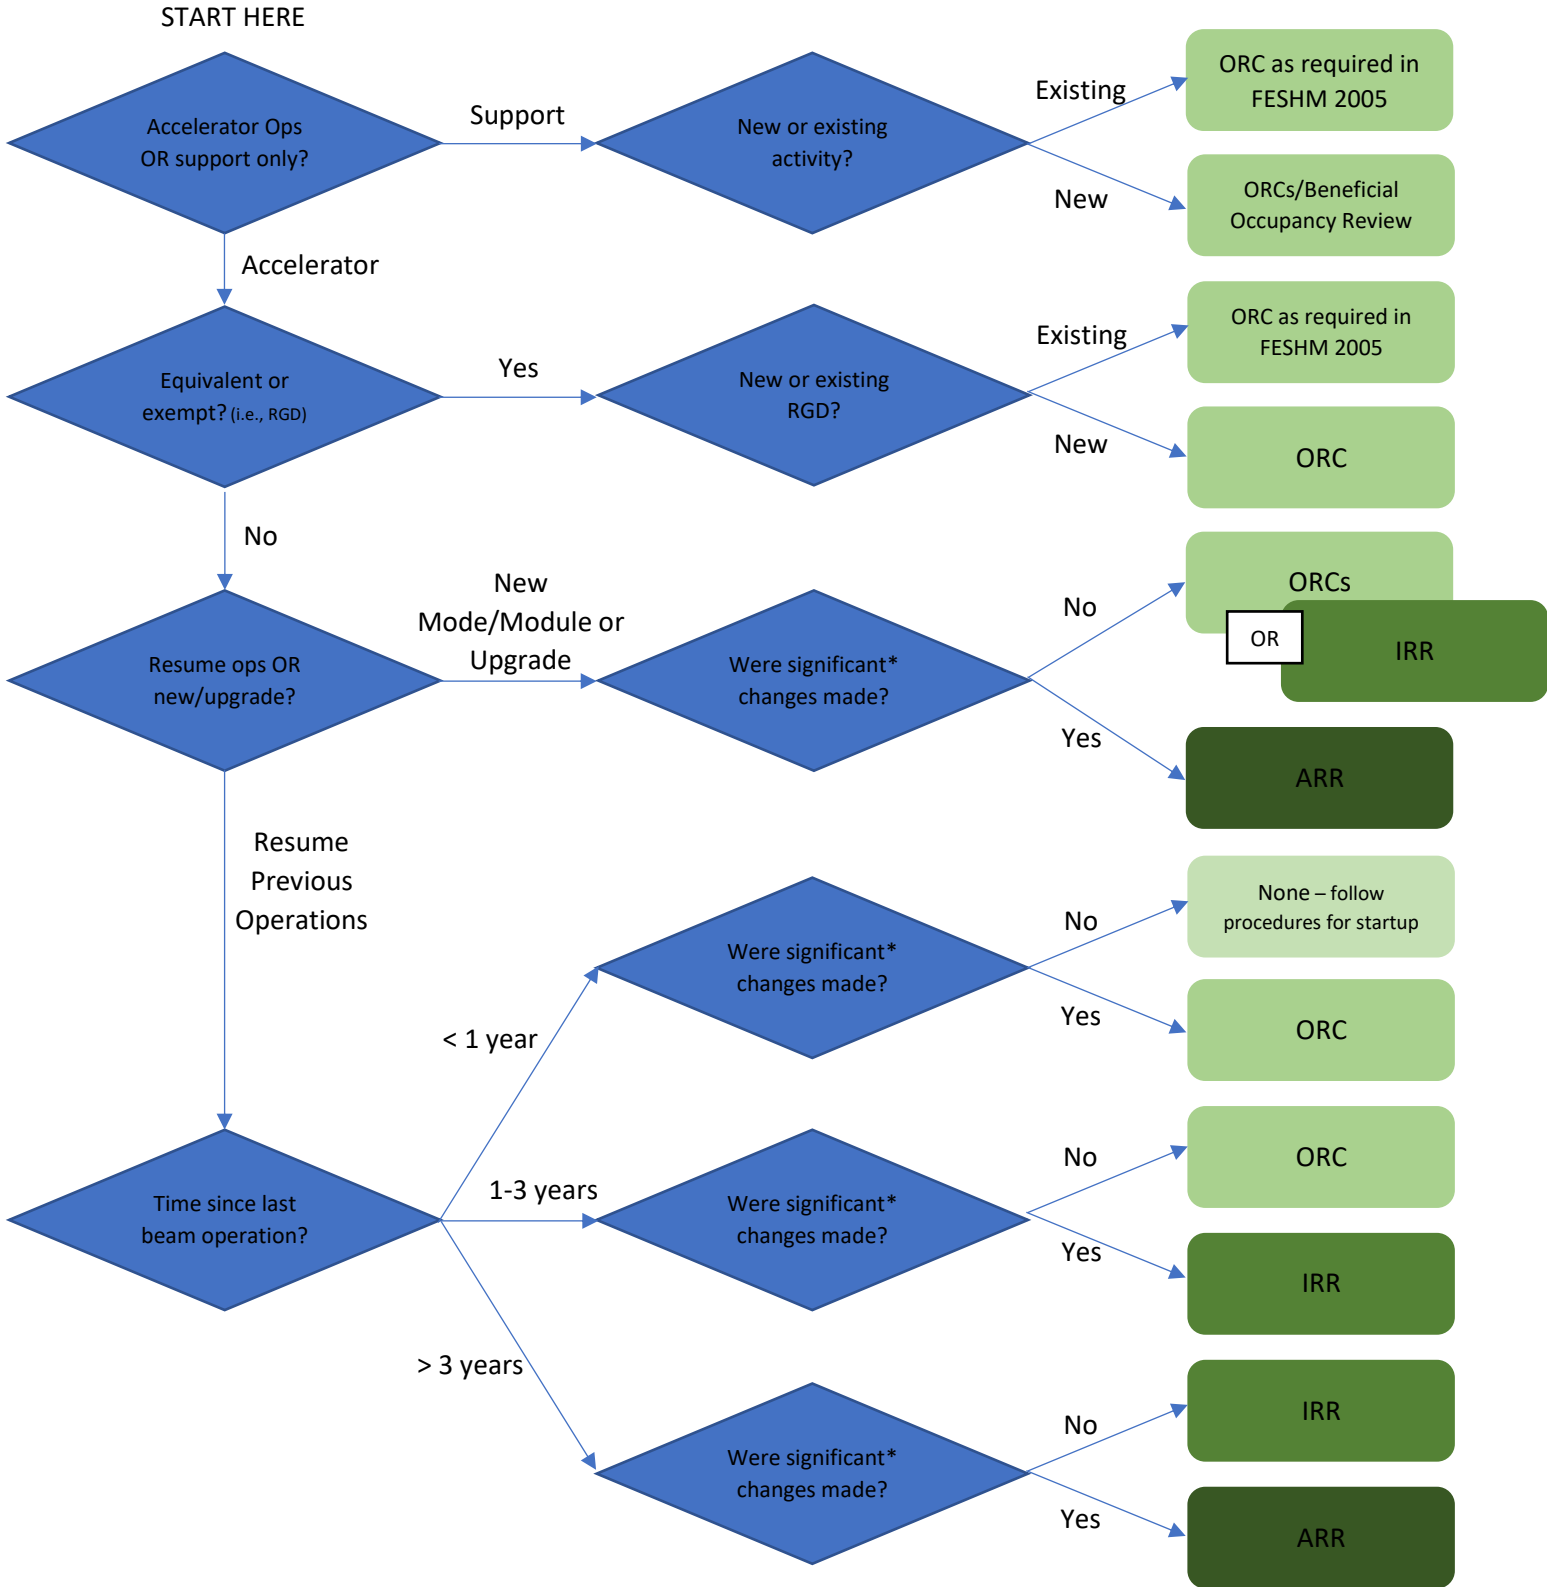 START HERE
Accelerator Ops
OR support only?
Support
New or existing
activity?
Existing
ORC as required in
FESHM 2005
New
ORCs/Beneficial
Occupancy Review
Accelerator
Equivalent or
exempt? (i.e., RGD)
Yes
New or existing
RGD?
Existing
ORC as required in
FESHM 2005
New
ORC
No
Resume ops OR
new/upgrade?
New
Mode/Module or
Upgrade
Were significant*
changes made?
No
ORCs
OR
IRR
Yes
ARR
Resume
Previous
Operations
Time since last
beam operation?
< 1 year
Were significant*
changes made?
No
None – follow
procedures for startup
Yes
ORC
1-3 years
Were significant*
changes made?
No
ORC
Yes
IRR
> 3 years
Were significant*
changes made?
No
IRR
Yes
ARR